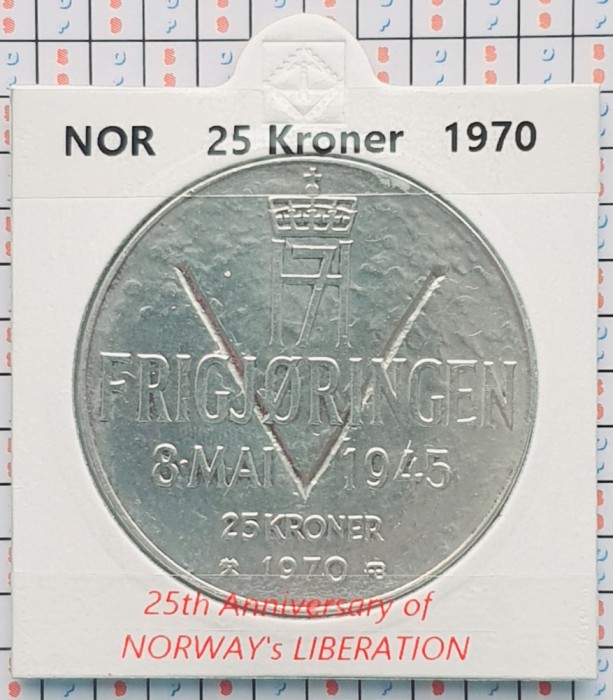 NOR 25 Kroner 1970
H7
FRIGJØRINGEN
8·MAI 1945
25 KRONER
1970 B
25th Anniversary of
NORWAY's LIBERATION